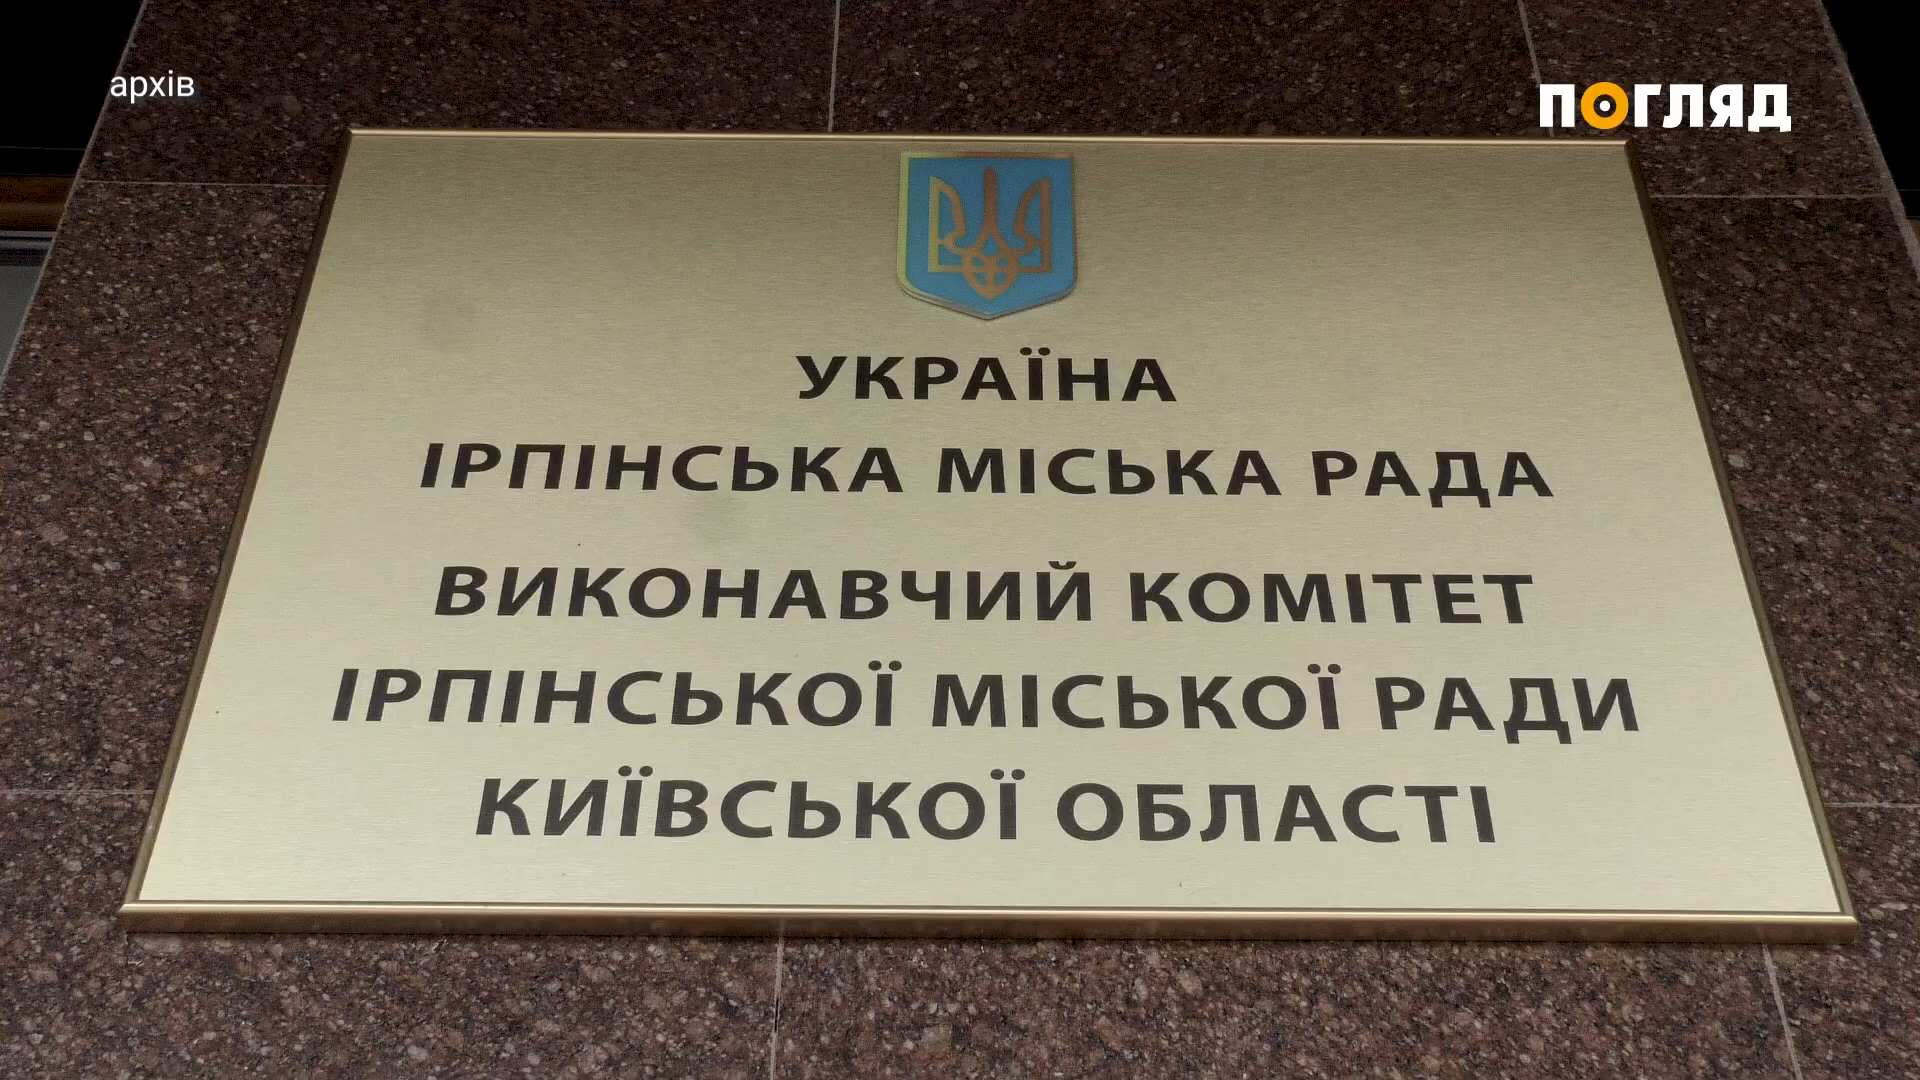 архів
ПОГЛЯД
УКРАЇНА
ІРПІНСЬКА МІСЬКА РАДА
ВИКОНАВЧИЙ КОМІТЕТ
ІРПІНСЬКОЇ МІСЬКОЇ РАДИ
КИЇВСЬКОЇ ОБЛАСТІ